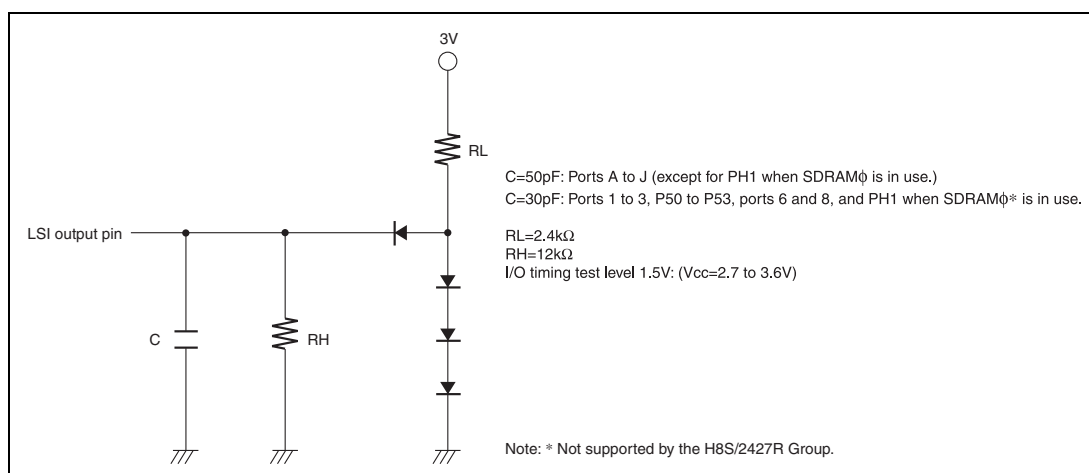 3V
RL
C=50pF: Ports A to J (except for PH1 when SDRAMϕ is in use.)
C=30pF: Ports 1 to 3, P50 to P53, ports 6 and 8, and PH1 when SDRAMϕ* is in use.
LSI output pin
RL=2.4kΩ
RH=12kΩ
I/O timing test level 1.5V: (Vcc=2.7 to 3.6V)
C
RH
Note: * Not supported by the H8S/2427R Group.